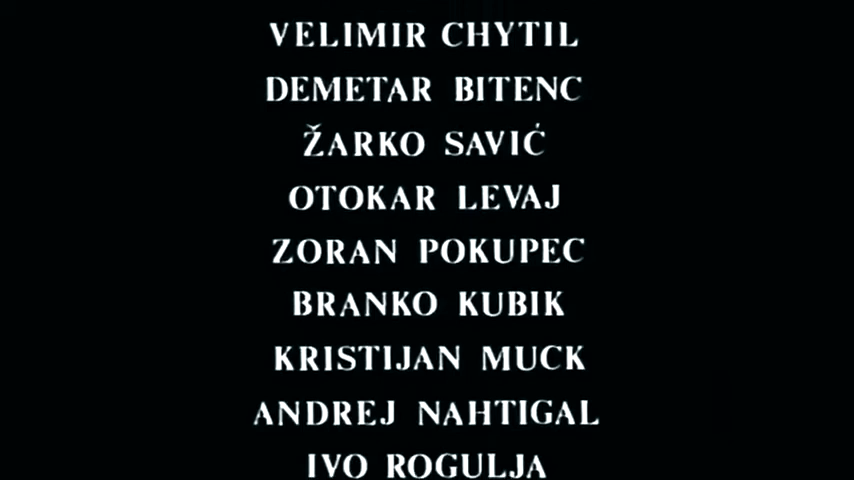 VELIMIR CHYTIL
DEMETAR BITENC
ŽARKO SAVIĆ
OTOKAR LEVAJ
ZORAN POKUPEC
BRANKO KUBIK
KRISTIJAN MUCK
ANDREJ NAHTIGAL
IVO ROGULJA